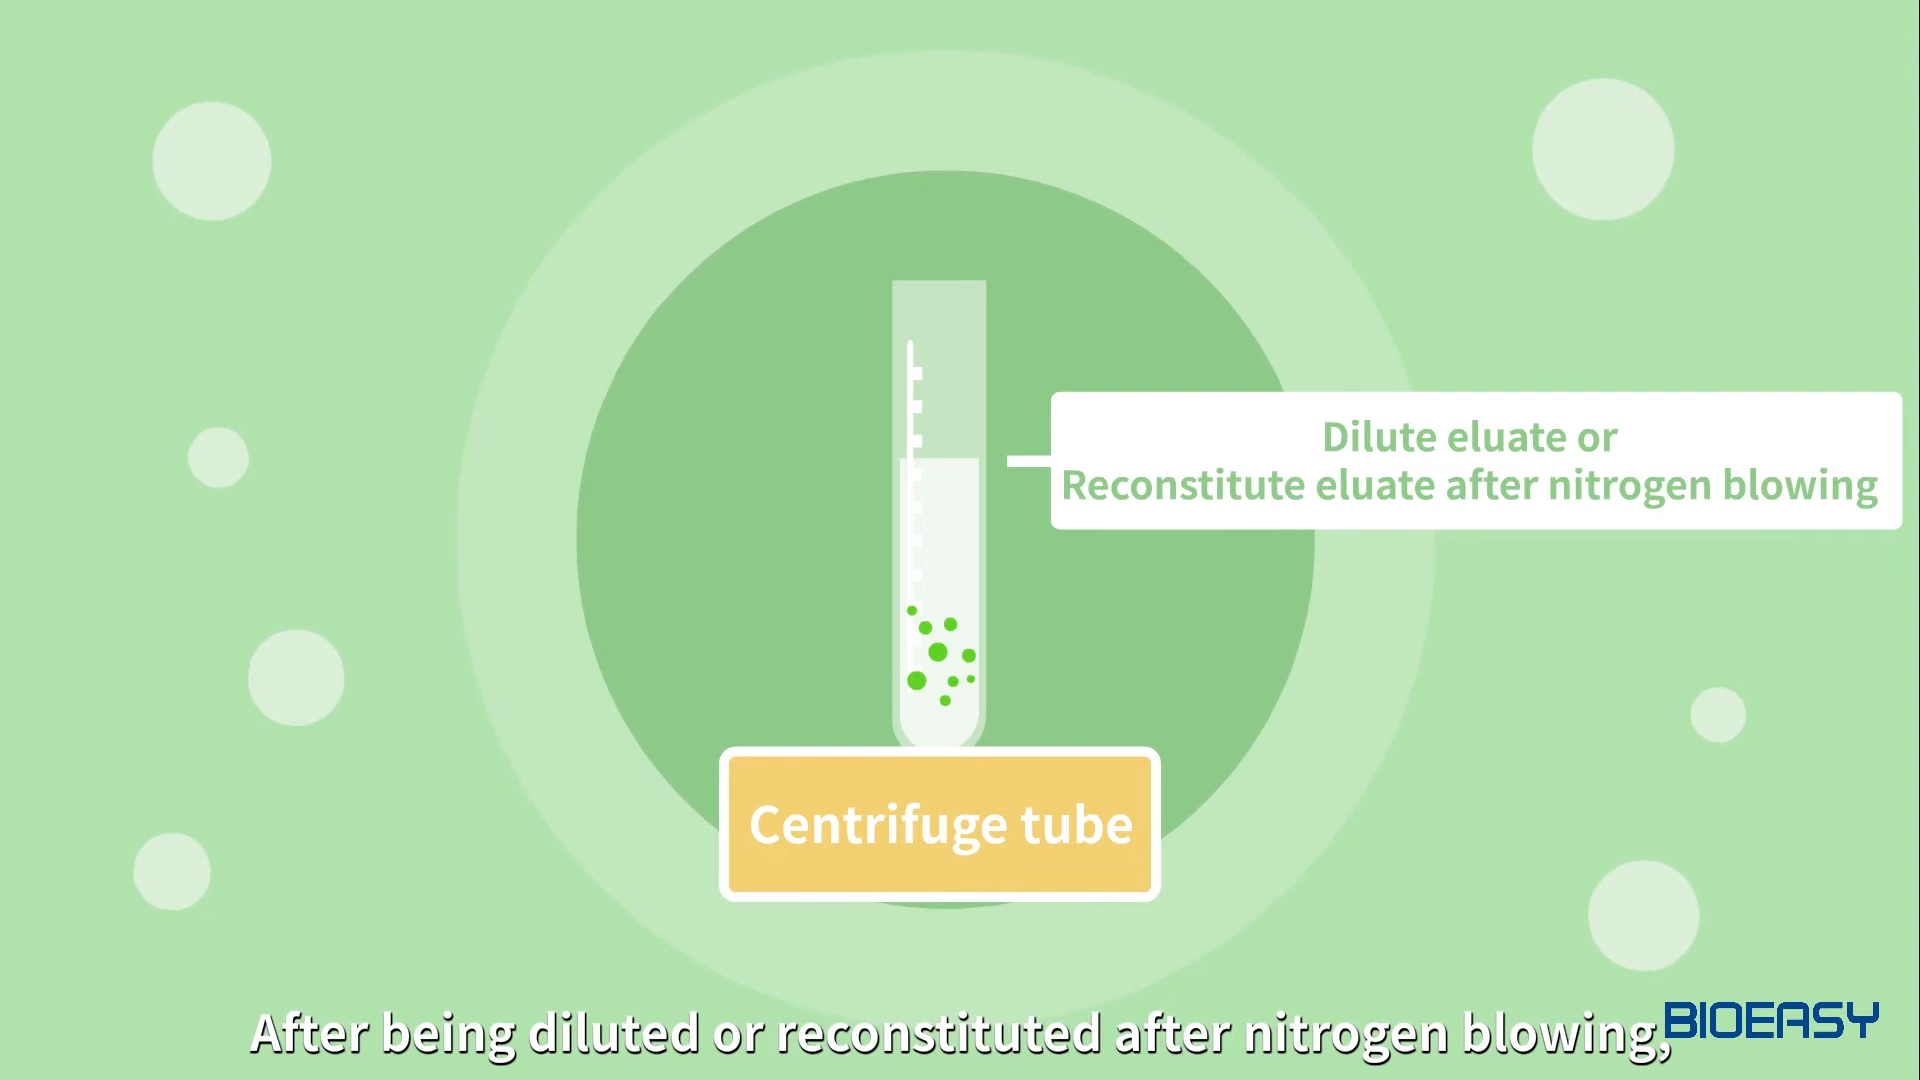 Dilute eluate or
Reconstitute eluate after nitrogen blowing
Centrifuge tube
After being diluted or reconstituted after nitrogen blowing,
BIOEASY